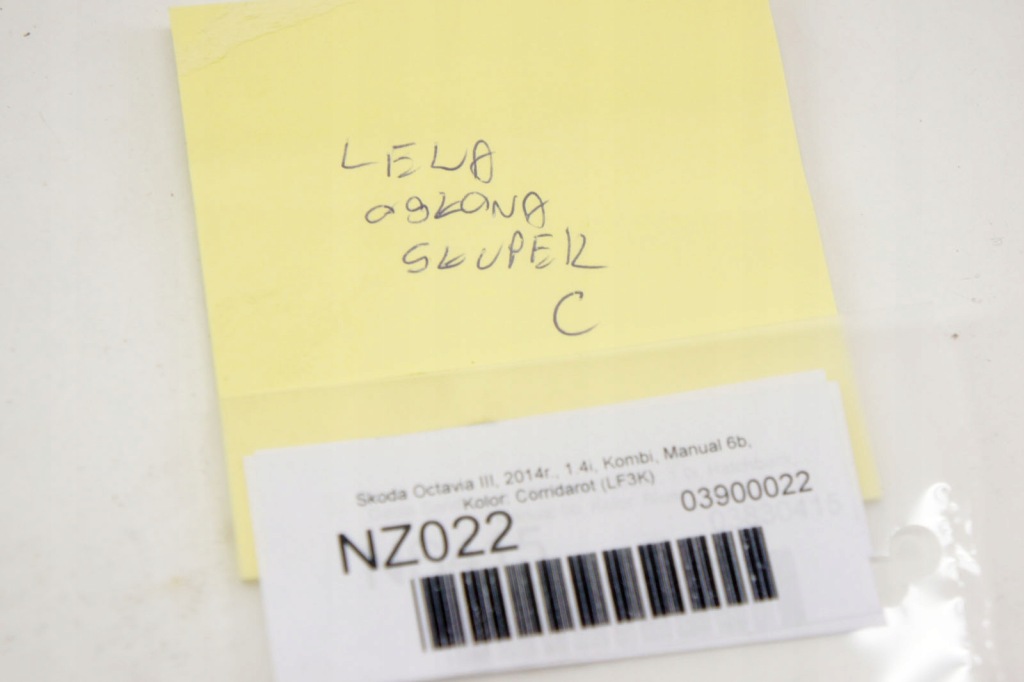 LEWA
OSŁONA
SŁUPEK
C
Skoda Octavia III, 2014r., 1.4i, Kombi, Manual 6b,
Kolor: Corridarot (LF3K)
NZ022
03900022